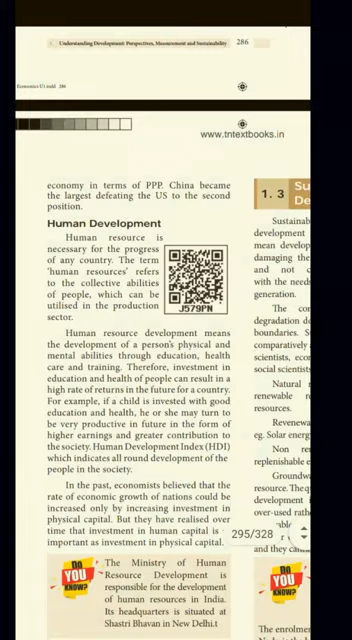 Understanding Development: Perspectives, Measurement and Sustainability
286
286
www.tntextbooks.in
economy in terms of PPP. China became
the largest defeating the US to the second
position.
Human Development
Human resource is
necessary for the progress
of any country. The term
'human resources' refers
to the collective abilities
of people, which can be
utilised in the production
sector.
J579PN
Human resource development means
the development of a person's physical and
mental abilities through education, health
care and training. Therefore, investment in
education and health of people can result in a
high rate of returns in the future for a country.
For example, if a child is invested with good
education and health, he or she may turn to
be very productive in future in the form of
higher earnings and greater contribution to
the society. Human Development Index (HDI)
which indicates all round development of the
people in the society.
In the past, economists believed that the
rate of economic growth of nations could be
increased only by increasing investment in
physical capital. But they have realised over
time that investment in human capital is
important as investment in physical capital.
DO YOU KNOW?
The Ministry of Human
Resource Development is
responsible for the development
of human resources in India.
Its headquarters is situated at
Shastri Bhavan in New Delhi.t
1. 3 Su
De
Sustainab
development
mean develop
damaging the
and not c
with the needs
generation.
The con
degradation de
boundaries. S
comparatively
scientists, eco
social scientists
Natural r
renewable r
resources.
Revenewa
eg. Solar energ
Non ren
replenishable e
Groundwa
resource. The q
development i
over-used rath
295/328
and they cann
DO YOU KNOW?
The enrolmen